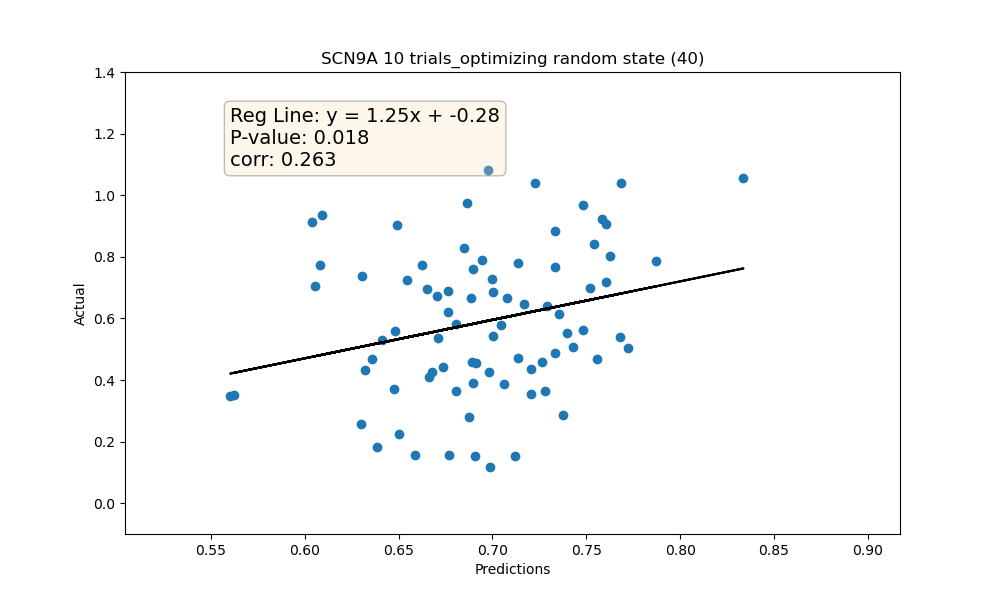 SCN9A 10 trials_optimizing random state (40)
Reg Line: y = 1.25x + -0.28
P-value: 0.018
corr: 0.263
1.4
1.2
1.0
0.8
0.6
0.4
0.2
0.0
Actual
0.55 0.60 0.65 0.70 0.75 0.80 0.85 0.90
Predictions